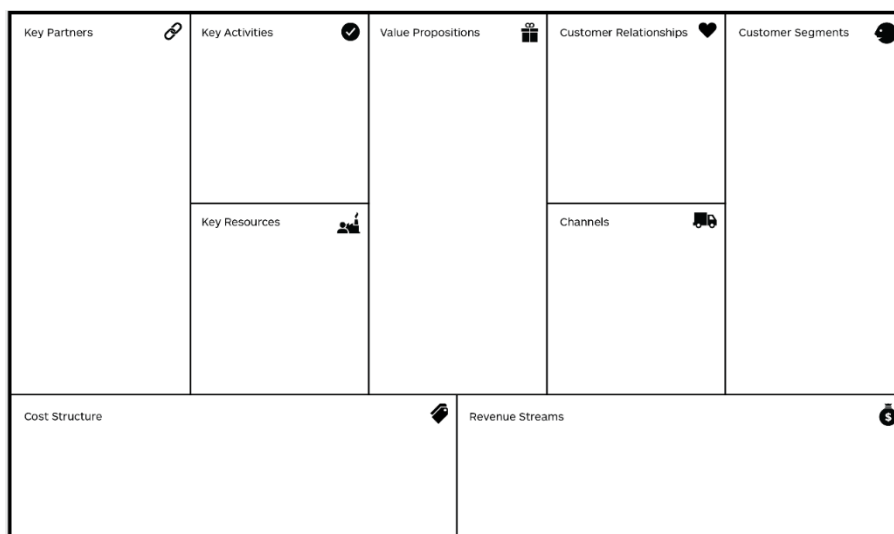 Key Partners
Key Activities
Value Propositions
Customer Relationships
Customer Segments
Key Resources
Channels
Cost Structure
Revenue Streams
$